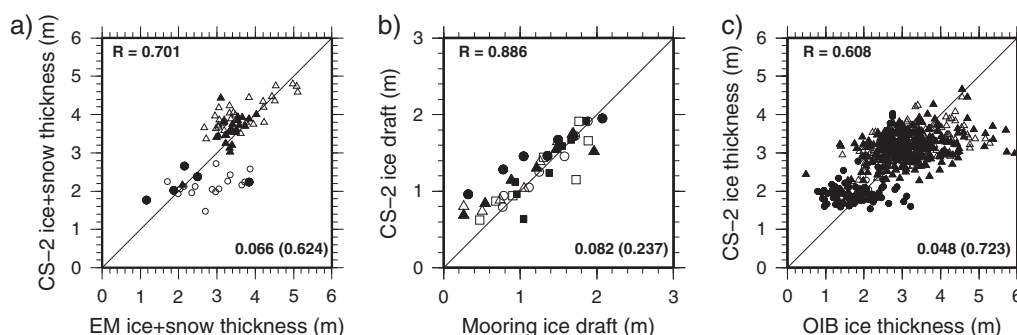 a)
CS-2 ice+snow thickness (m)
6
5
4
3
2
1
0
R = 0.701
0.066 (0.624)
0 1 2 3 4 5 6
EM ice+snow thickness (m)
b)
CS-2 ice draft (m)
3
2
1
0
R = 0.886
0.082 (0.237)
0 1 2 3
Mooring ice draft (m)
c)
CS-2 ice thickness (m)
6
5
4
3
2
1
0
R = 0.608
0.048 (0.723)
0 1 2 3 4 5 6
OIB ice thickness (m)